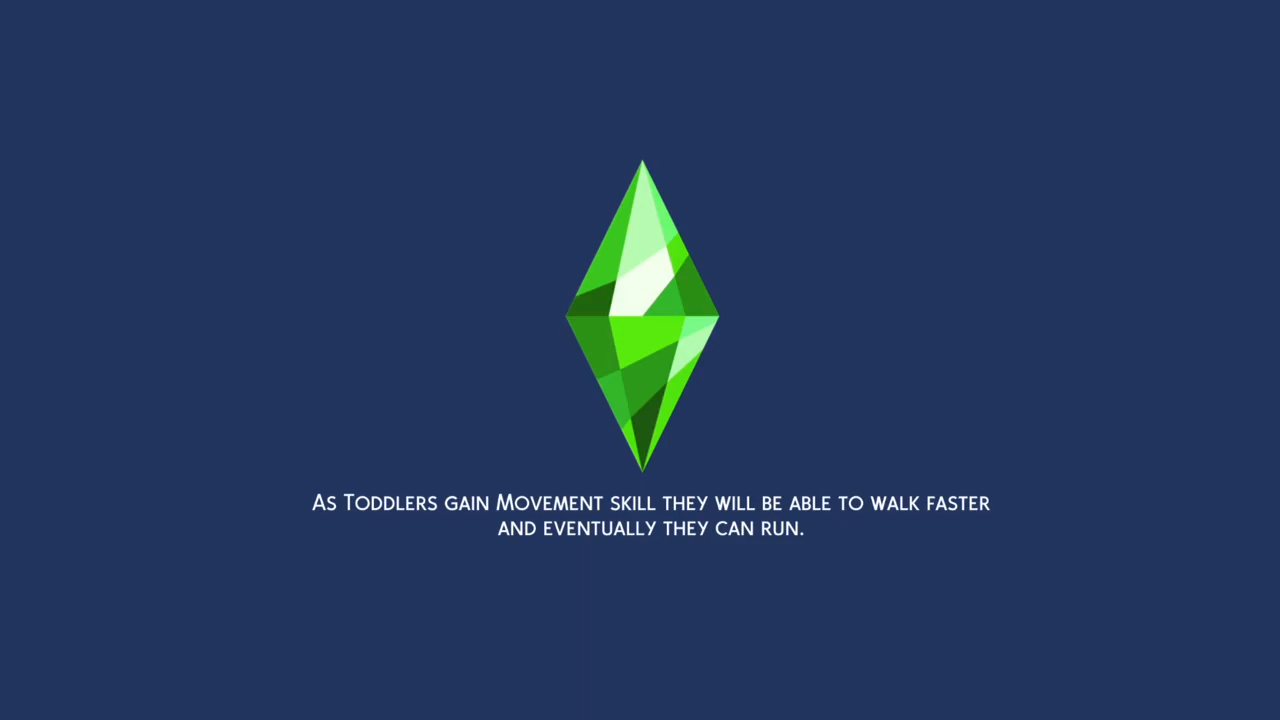 As Toddlers gain Movement skill they will be able to walk faster
and eventually they can run.